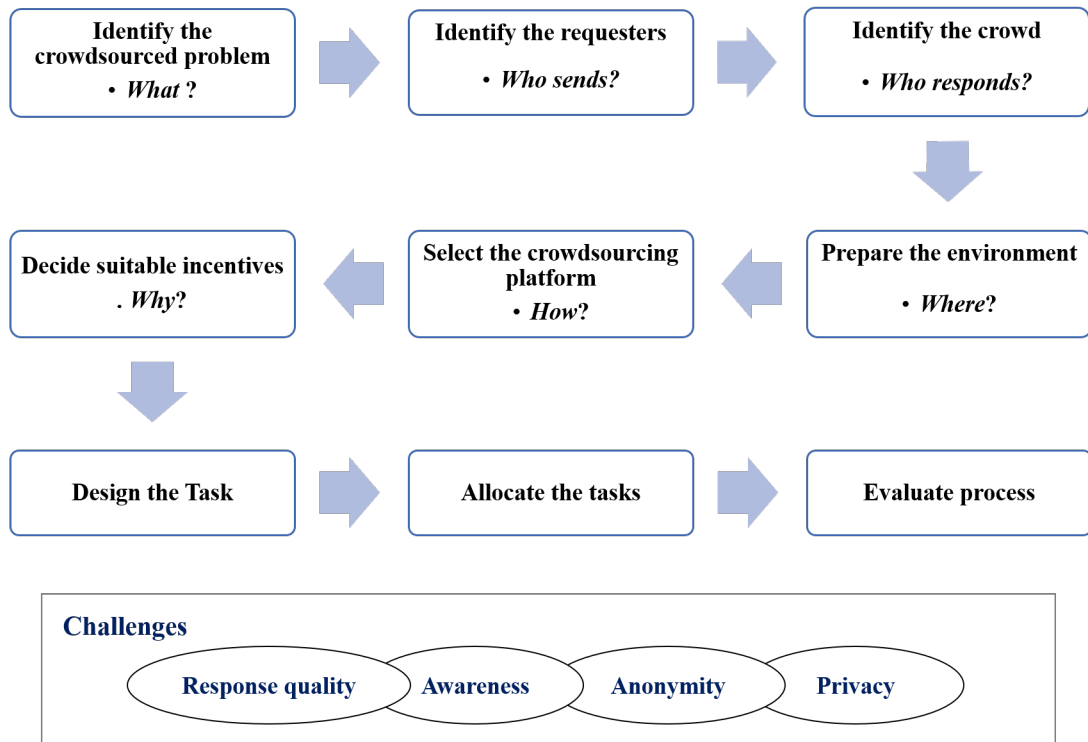 Identify the
crowdsourced problem
• What ?
Identify the requesters
• Who sends?
Identify the crowd
• Who responds?
Prepare the environment
• Where?
Select the crowdsourcing
platform
• How?
Decide suitable incentives
. Why?
Design the Task
Allocate the tasks
Evaluate process
Challenges
Response quality
Awareness
Anonymity
Privacy